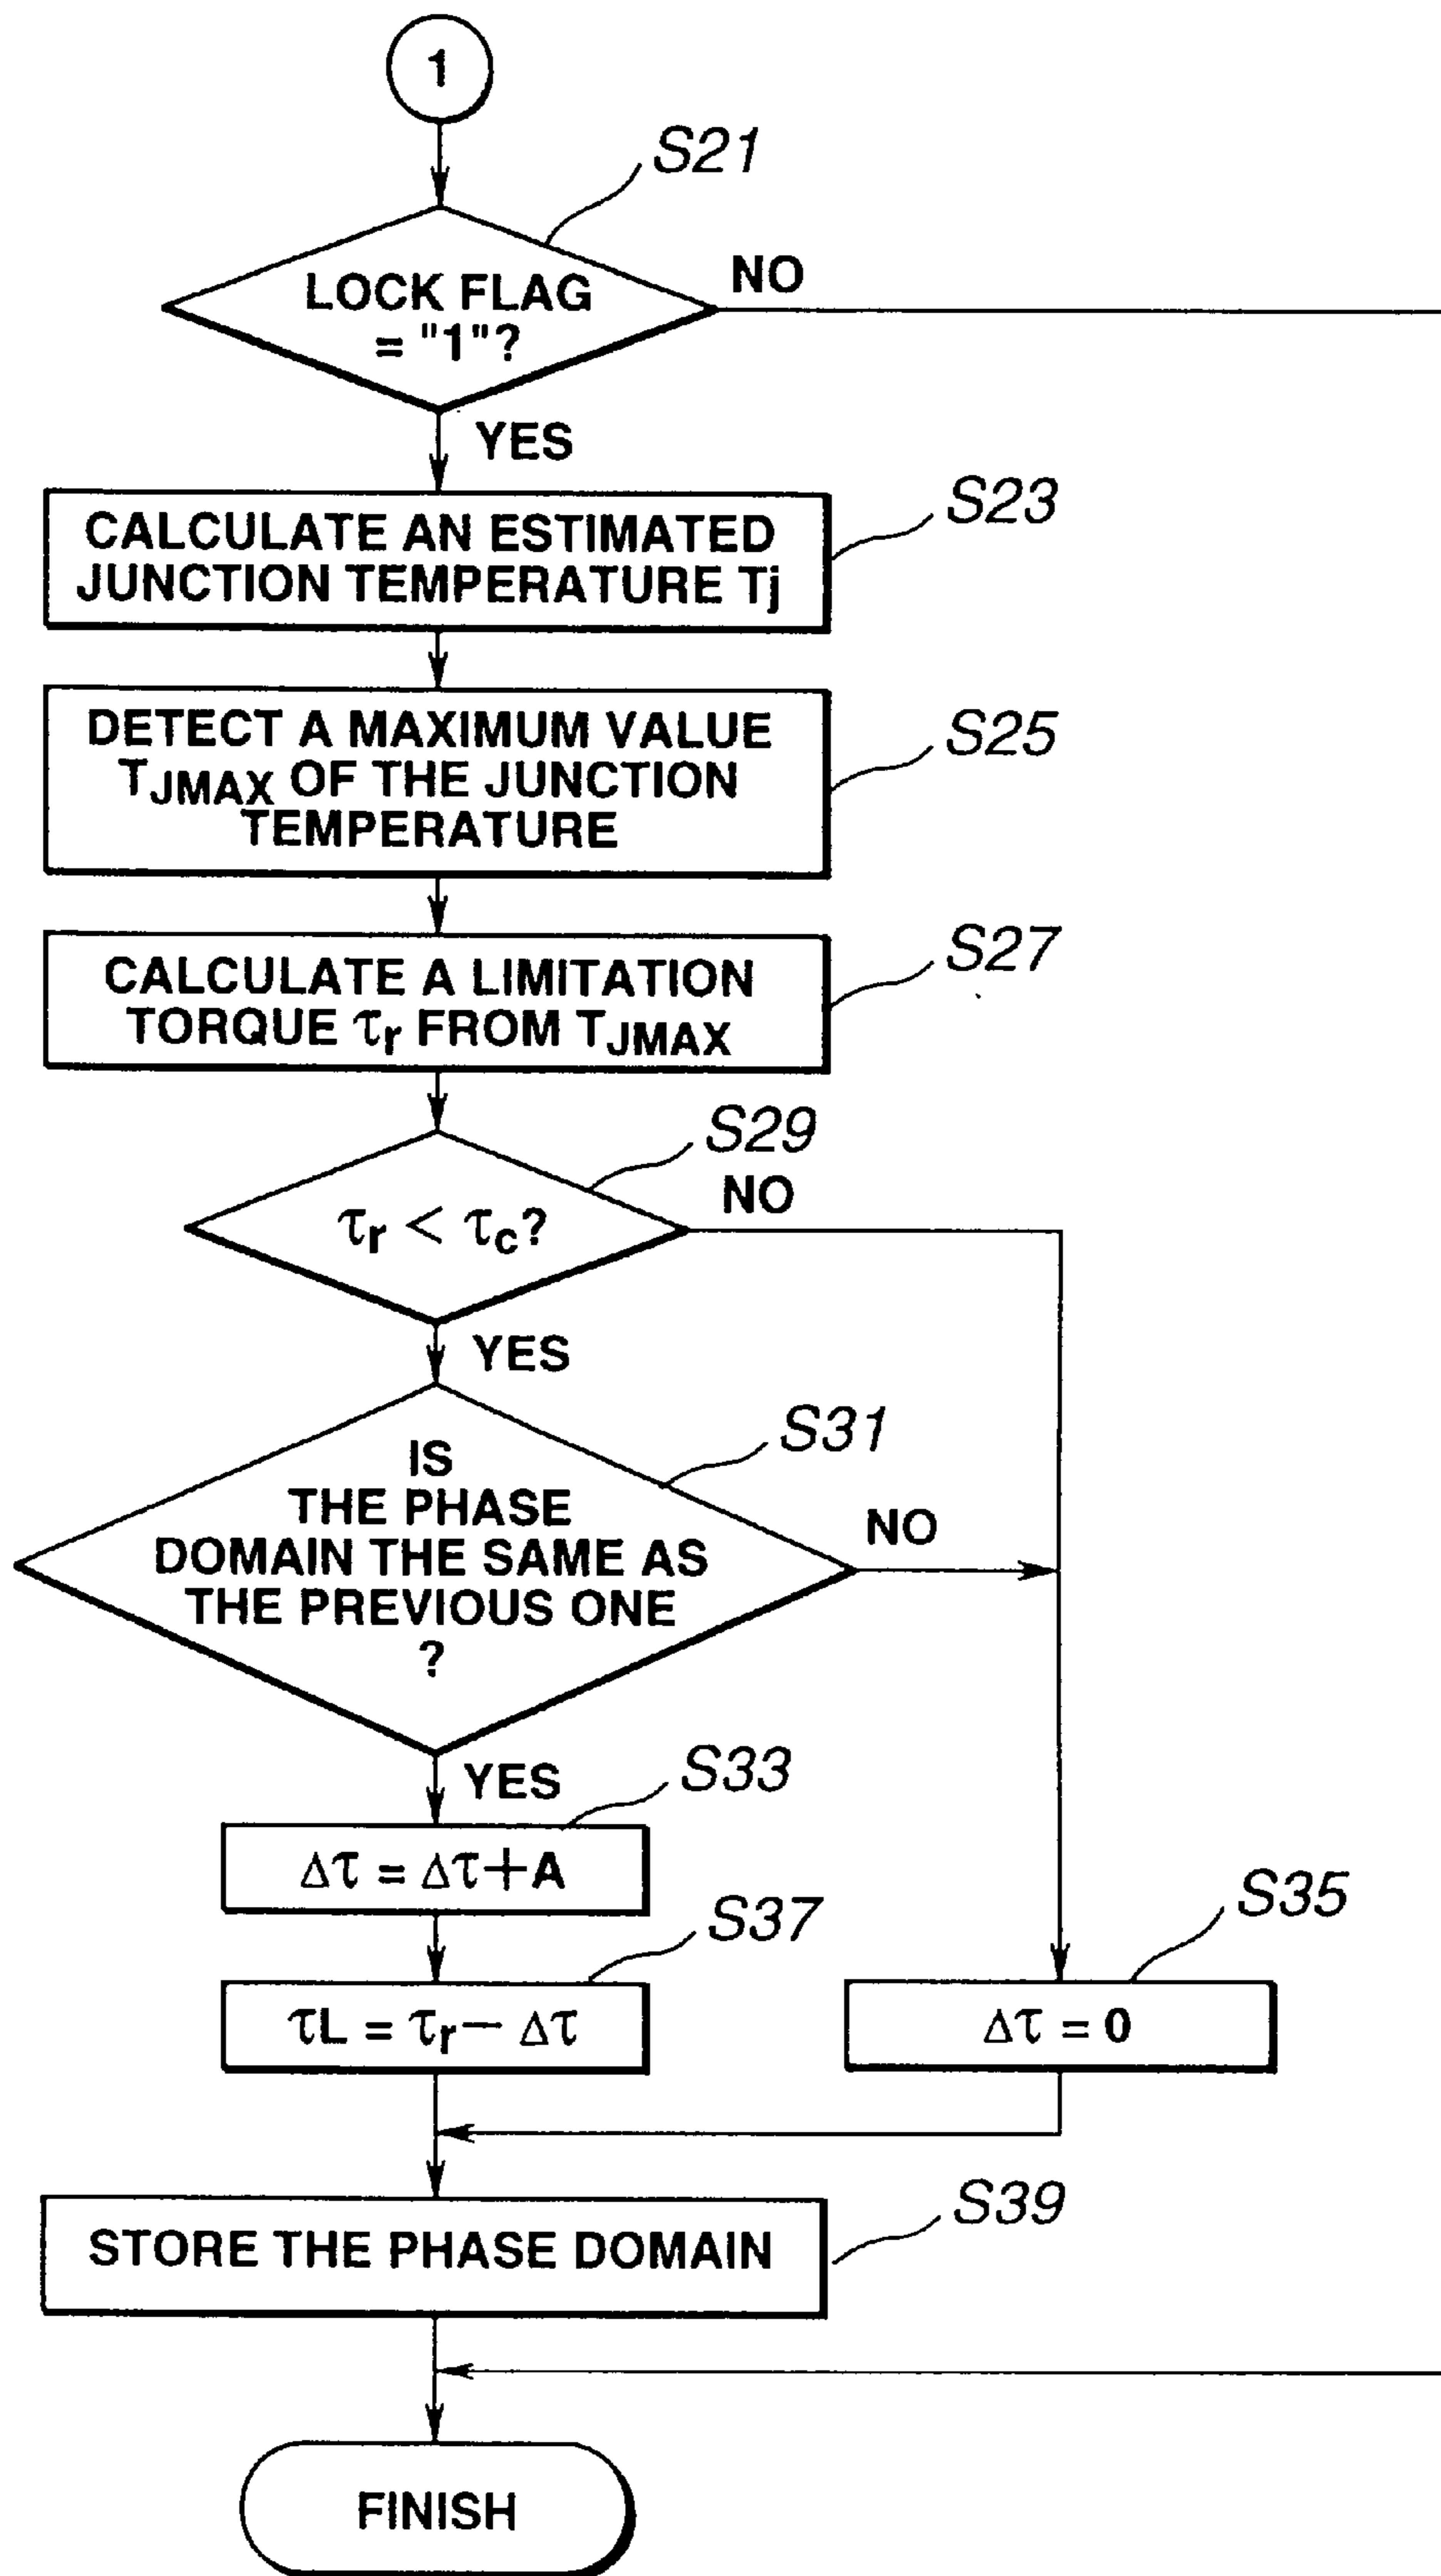 1
S21
LOCK FLAG
= "1"?
NO
YES
S23
CALCULATE AN ESTIMATED
JUNCTION TEMPERATURE Tj
S25
DETECT A MAXIMUM VALUE
TJMAX OF THE JUNCTION
TEMPERATURE
S27
CALCULATE A LIMITATION
TORQUE τr FROM TJMAX
S29
τr < τc?
NO
YES
S31
IS
THE PHASE
DOMAIN THE SAME AS
THE PREVIOUS ONE
?
NO
YES
S33
Δτ = Δτ+A
S37
τL = τr− Δτ
S35
Δτ = 0
S39
STORE THE PHASE DOMAIN
FINISH